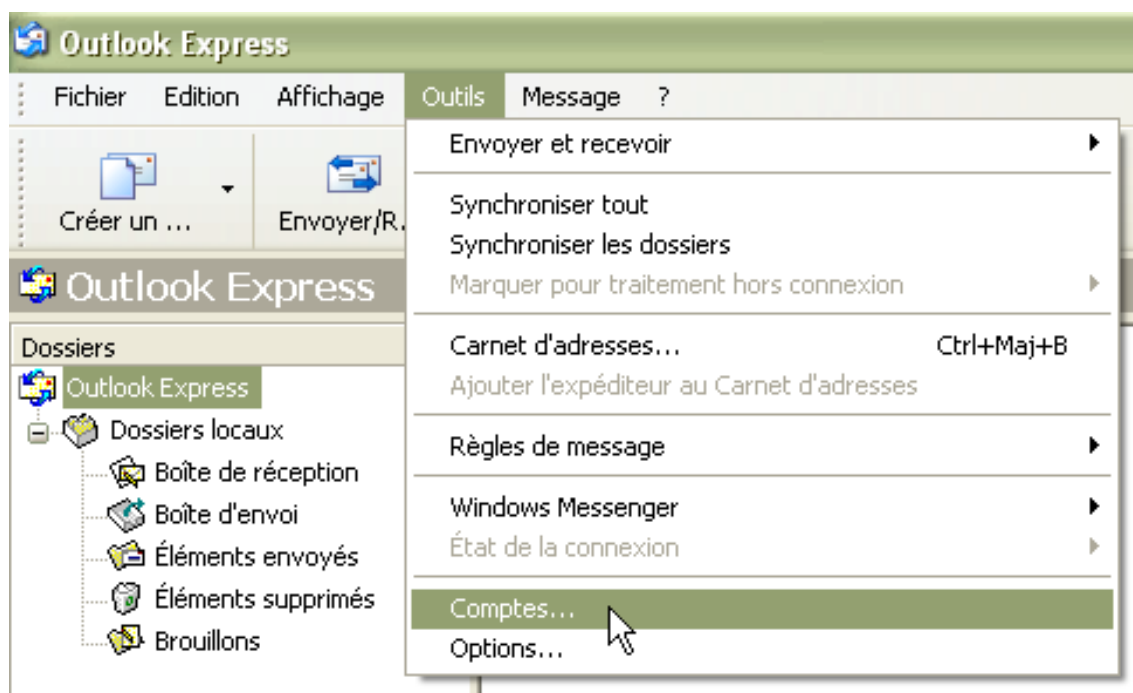 Outlook Express
Fichier Edition Affichage Outils Message ?
Créer un ... Envoyer/R.
Outlook Express
Dossiers
Outlook Express
Dossiers locaux
Boîte de réception
Boîte d'envoi
Éléments envoyés
Éléments supprimés
Brouillons
Envoyer et recevoir
Synchroniser tout
Synchroniser les dossiers
Marquer pour traitement hors connexion
Carnet d'adresses... Ctrl+Maj+B
Ajouter l'expéditeur au Carnet d'adresses
Règles de message
Windows Messenger
État de la connexion
Comptes...
Options...